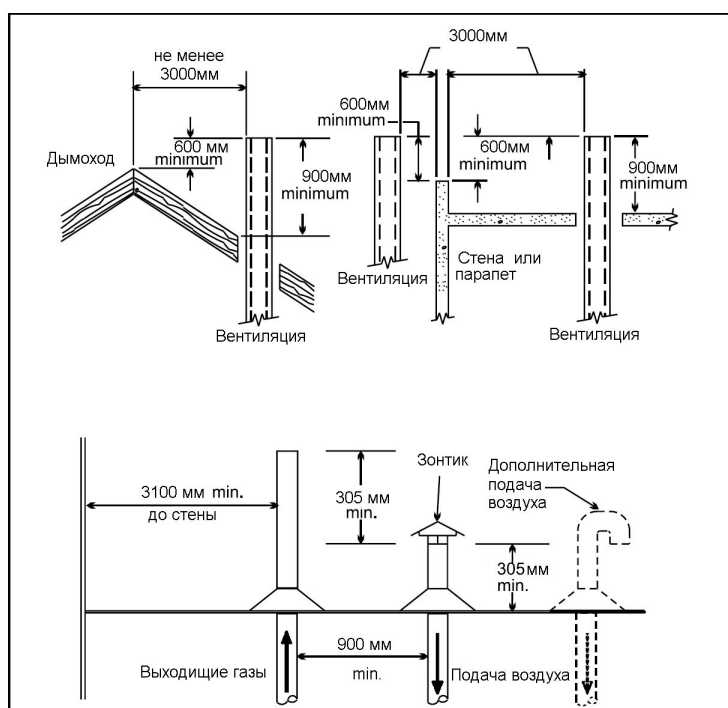 не менее
3000мм
600 мм
minimum
Дымоход
900мм
minimum
Вентиляция
3000мм
600мм
minimum
600мм
minimum
900мм
minimum
Вентиляция
Стена или
парапет
Вентиляция
3100 мм min.
до стены
305 мм
min.
Зонтик
Дополнительная
подача
воздуха
305мм
min.
Выходищие газы
900 мм
min.
Подача воздуха